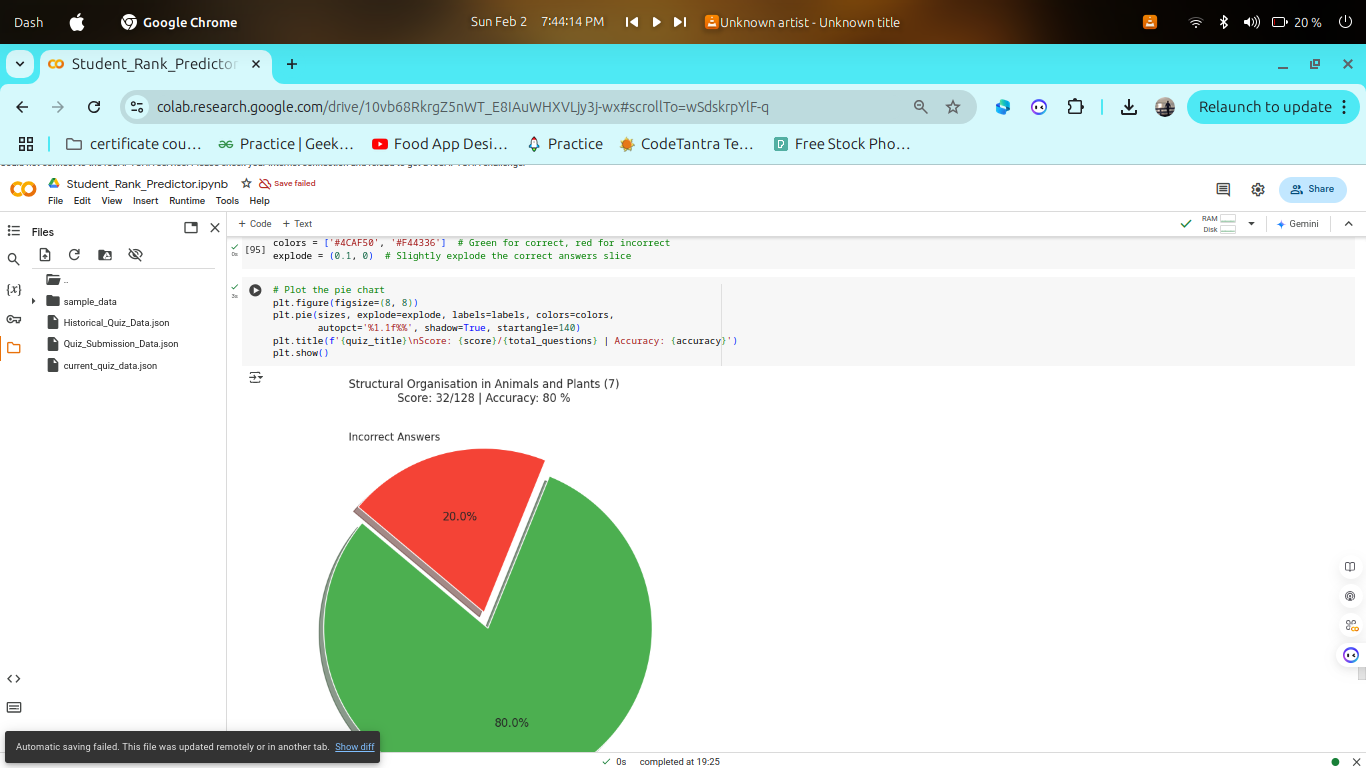 Dash
Google Chrome
Sun Feb 2 7:44:14 PM
Unknown artist - Unknown title
20 %
Student_Rank_Predictor
colab.research.google.com/drive/10vb68RkrgZ5nWT_E8IAuWHXVLjy3j-wx#scrollTo=wSdskrpYlF-q
Relaunch to update
certificate cou...
Practice | Geek...
Food App Desi...
Practice
CodeTantra Te...
Free Stock Pho...
Student_Rank_Predictor.ipynb
Save failed
File Edit View Insert Runtime Tools Help
Share
Files
+ Code + Text
RAM
Disk
Gemini
..
sample_data
Historical_Quiz_Data.json
Quiz_Submission_Data.json
current_quiz_data.json
0s
[95]
colors = ['#4CAF50', '#F44336'] # Green for correct, red for incorrect
explode = (0.1, 0) # Slightly explode the correct answers slice
3s
# Plot the pie chart
plt.figure(figsize=(8, 8))
plt.pie(sizes, explode=explode, labels=labels, colors=colors,
autopct='%1.1f%%', shadow=True, startangle=140)
plt.title(f'{quiz_title}\nScore: {score}/{total_questions} | Accuracy: {accuracy}')
plt.show()
Structural Organisation in Animals and Plants (7)
Score: 32/128 | Accuracy: 80 %
Incorrect Answers
20.0%
80.0%
Automatic saving failed. This file was updated remotely or in another tab. Show diff
0s completed at 19:25